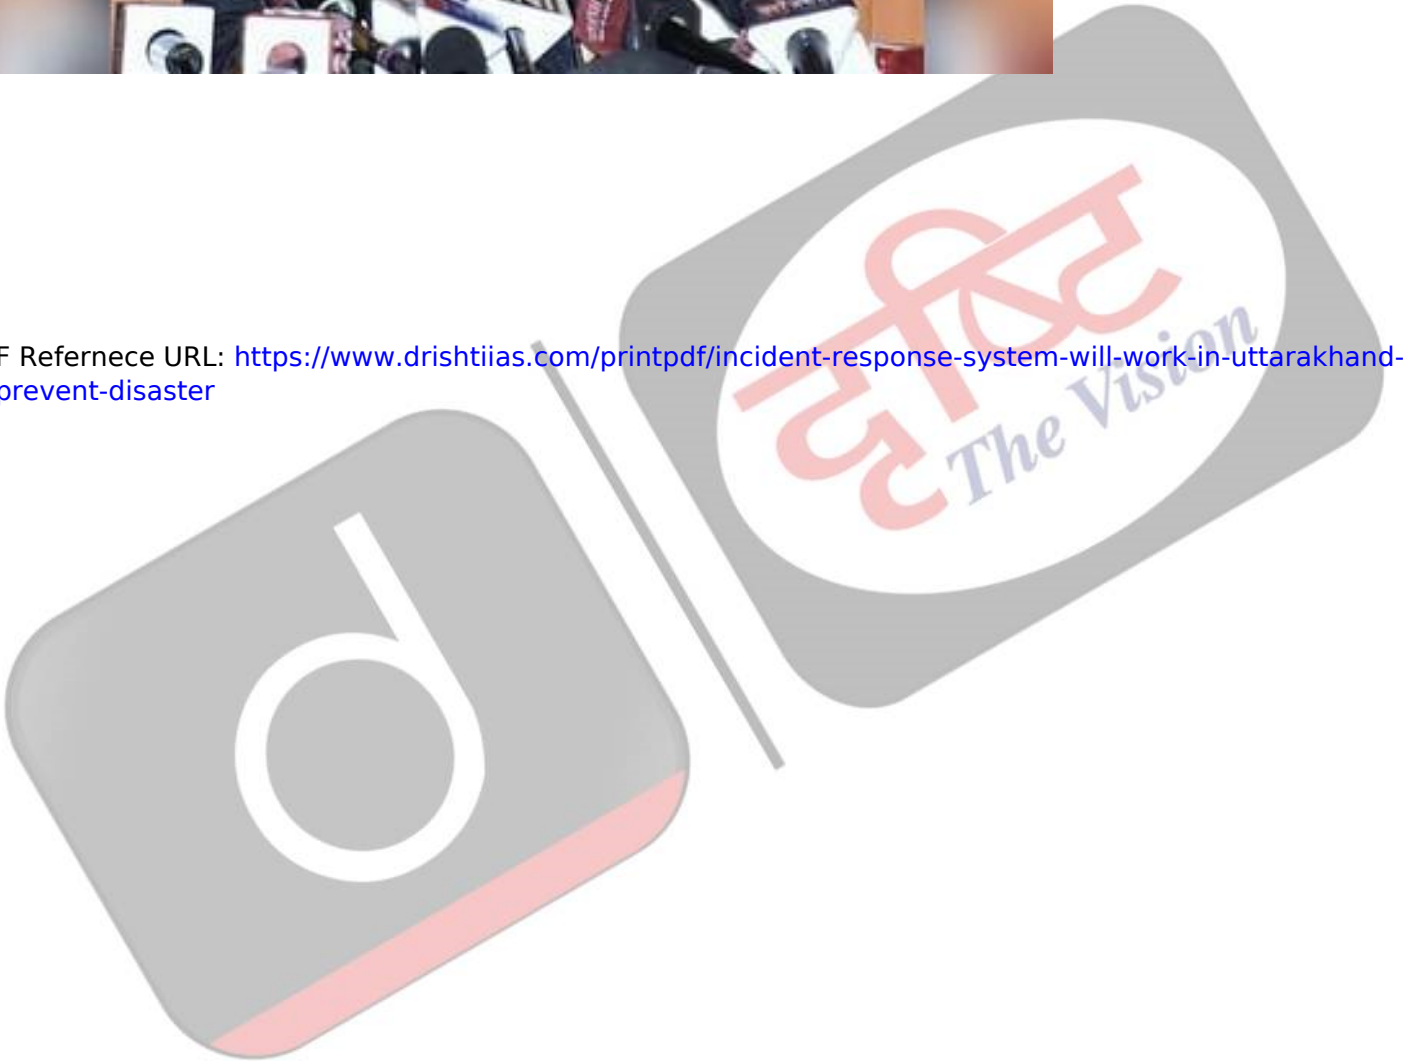 F Refernece URL: https://www.drishtiias.com/printpdf/incident-response-system-will-work-in-uttarakhand-
prevent-disaster
दृष्टि
The Vision
d